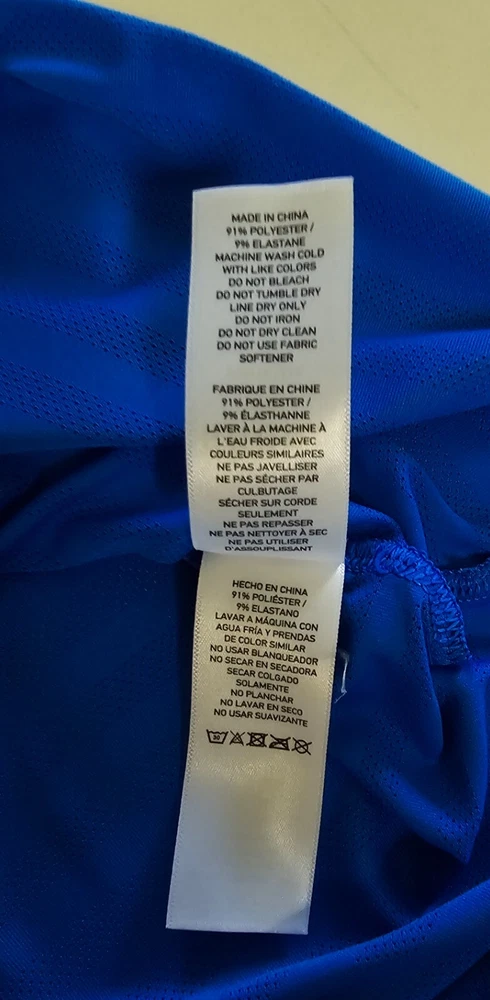 MADE IN CHINA
91% POLYESTER /
9% ELASTANE
MACHINE WASH COLD
WITH LIKE COLORS
DO NOT BLEACH
DO NOT TUMBLE DRY
LINE DRY ONLY
DO NOT IRON
DO NOT DRY CLEAN
DO NOT USE FABRIC
SOFTENER
FABRIQUE EN CHINE
91% POLYESTER /
9% ÉLASTHANNE
LAVER À LA MACHINE À
L'EAU FROIDE AVEC
COULEURS SIMILAIRES
NE PAS JAVELLISER
NE PAS SÉCHER PAR
CULBUTAGE
SÉCHER SUR CORDE
SEULEMENT
NE PAS REPASSER
NE PAS NETTOYER À SEC
NE PAS UTILISER
D'ASSOUPLISSANT
HECHO EN CHINA
91% POLIÉSTER /
9% ELASTANO
LAVAR A MÁQUINA CON
AGUA FRÍA Y PRENDAS
DE COLOR SIMILAR
NO USAR BLANQUEADOR
NO SECAR EN SECADORA
SECAR COLGADO
SOLAMENTE
NO PLANCHAR
NO LAVAR EN SECO
NO USAR SUAVIZANTE
30